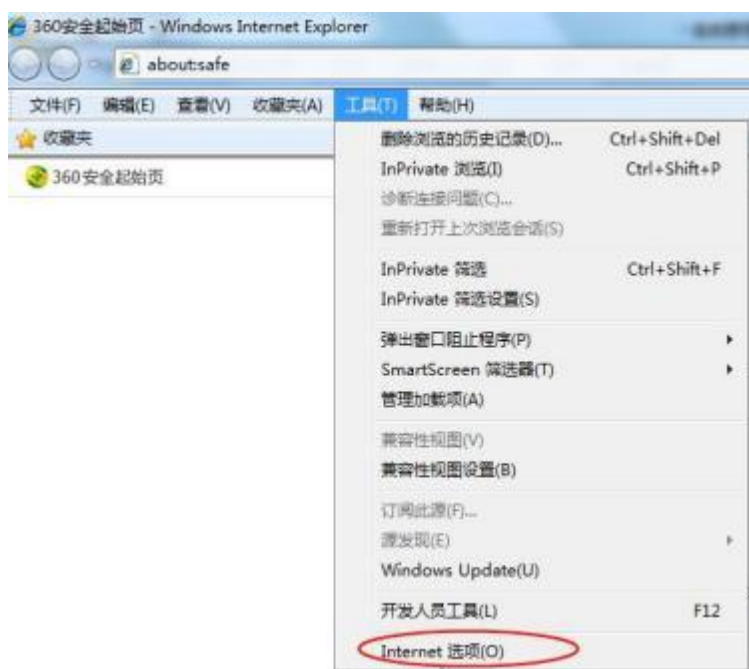 360安全起始页 - Windows Internet Explorer
about:safe
文件(F) 编辑(E) 查看(V) 收藏夹(A) 工具(T) 帮助(H)
收藏夹
360安全起始页
删除浏览的历史记录(D)... Ctrl+Shift+Del
InPrivate 浏览(I) Ctrl+Shift+P
诊断连接问题(C)...
重新打开上次浏览会话(S)
InPrivate 筛选 Ctrl+Shift+F
InPrivate 筛选设置(S)
弹出窗口阻止程序(P)
SmartScreen 筛选器(T)
管理加载项(A)
兼容性视图(V)
兼容性视图设置(B)
订阅此源(F)...
源发现(E)
Windows Update(U)
开发人员工具(L) F12
Internet 选项(O)